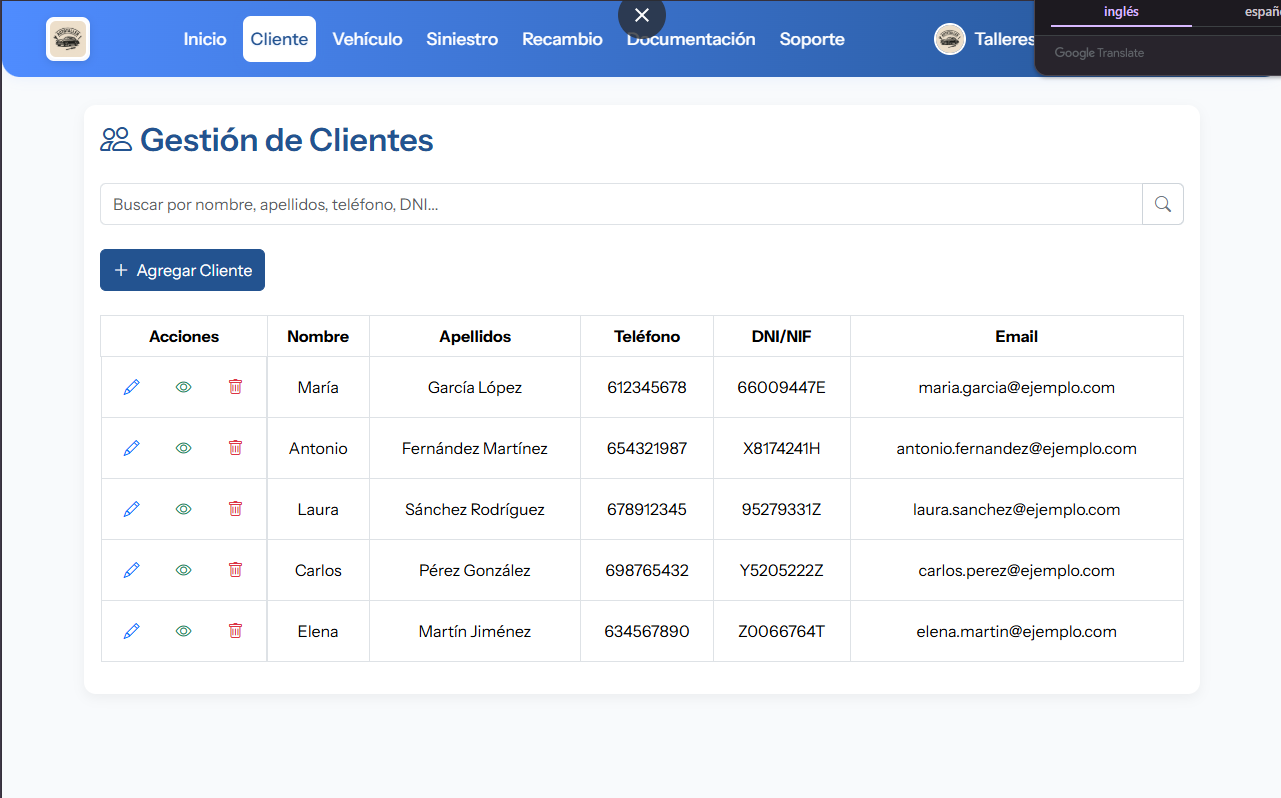 inglés españ
Google Translate
Inicio Cliente Vehículo Siniestro Recambio Documentación Soporte Talleres
Gestión de Clientes
Buscar por nombre, apellidos, teléfono, DNI...
+ Agregar Cliente
Acciones Nombre Apellidos Teléfono DNI/NIF Email
María García López 612345678 66009447E maria.garcia@ejemplo.com
Antonio Fernández Martínez 654321987 X8174241H antonio.fernandez@ejemplo.com
Laura Sánchez Rodríguez 678912345 95279331Z laura.sanchez@ejemplo.com
Carlos Pérez González 698765432 Y5205222Z carlos.perez@ejemplo.com
Elena Martín Jiménez 634567890 Z0066764T elena.martin@ejemplo.com